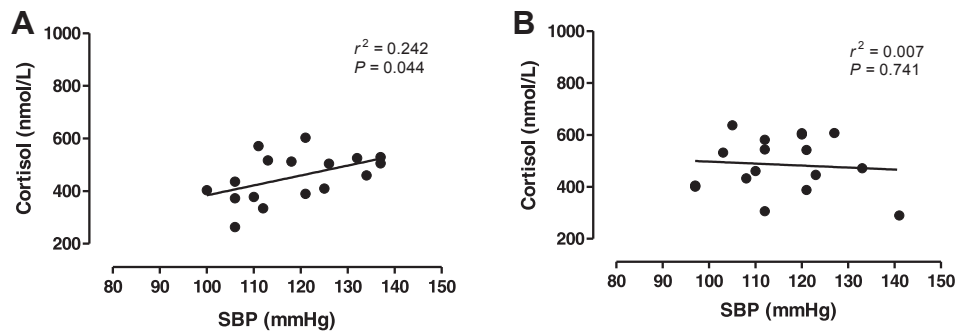 A
1000
800
600
400
200
Cortisol (nmol/L)
r² = 0.242
P = 0.044
80 90 100 110 120 130 140 150
SBP (mmHg)
B
1000
800
600
400
200
Cortisol (nmol/L)
r² = 0.007
P = 0.741
80 90 100 110 120 130 140 150
SBP (mmHg)